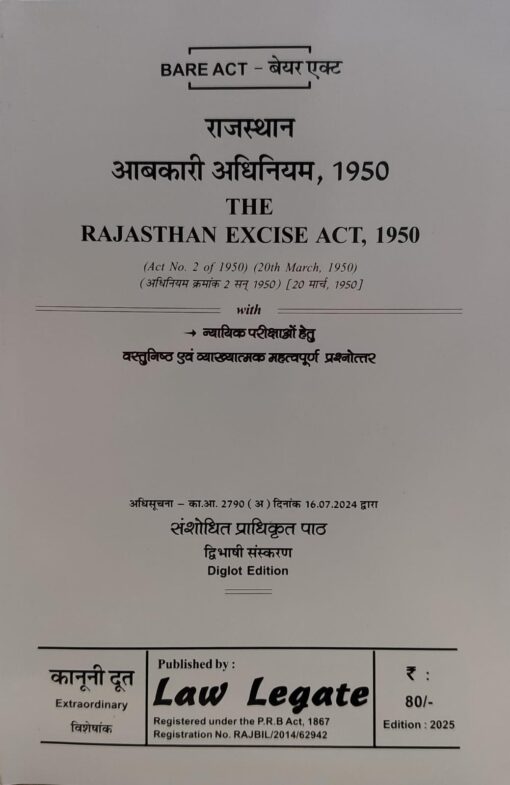 BARE ACT - बेयर एक्ट
राजस्थान
आबकारी अधिनियम, 1950
THE
RAJASTHAN EXCISE ACT, 1950
(Act No. 2 of 1950) (20th March, 1950)
(अधिनियम क्रमांक 2 सन् 1950) [20 मार्च, 1950]
with
→ न्यायिक परीक्षाओं हेतु
वस्तुनिष्ठ एवं व्याख्यात्मक महत्वपूर्ण प्रश्नोत्तर
अधिसूचना – का.आ. 2790 ( अ ) दिनांक 16.07.2024 द्वारा
संशोधित प्राधिकृत पाठ
द्विभाषी संस्करण
Diglot Edition
कानूनी दूत
Extraordinary
विशेषांक
Published by :
Law Legate
Registered under the P.R.B Act, 1867
Registration No. RAJBIL/2014/62942
₹ :
80/-
Edition : 2025